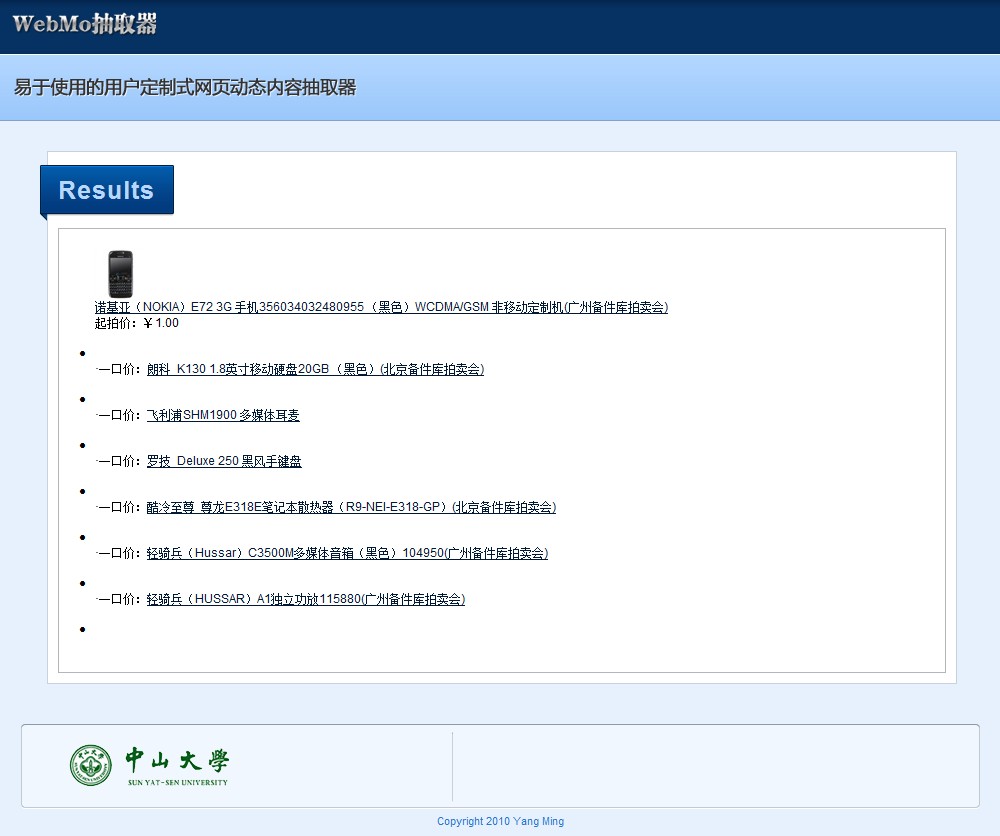 WebMo抽取器
易于使用的用户定制式网页动态内容抽取器
Results
诺基亚（NOKIA）E72 3G 手机356034032480955 （黑色）WCDMA/GSM 非移动定制机(广州备件库拍卖会)
起拍价：￥1.00
·一口价：朗科 K130 1.8英寸移动硬盘20GB （黑色）(北京备件库拍卖会)
·一口价：飞利浦SHM1900 多媒体耳麦
·一口价：罗技 Deluxe 250 黑风手键盘
·一口价：酷冷至尊 尊龙E318E笔记本散热器（R9-NEI-E318-GP）(北京备件库拍卖会)
·一口价：轻骑兵（Hussar）C3500M多媒体音箱（黑色）104950(广州备件库拍卖会)
·一口价：轻骑兵（HUSSAR）A1独立功放115880(广州备件库拍卖会)
中山大學
SUN YAT-SEN UNIVERSITY
Copyright 2010 Yang Ming